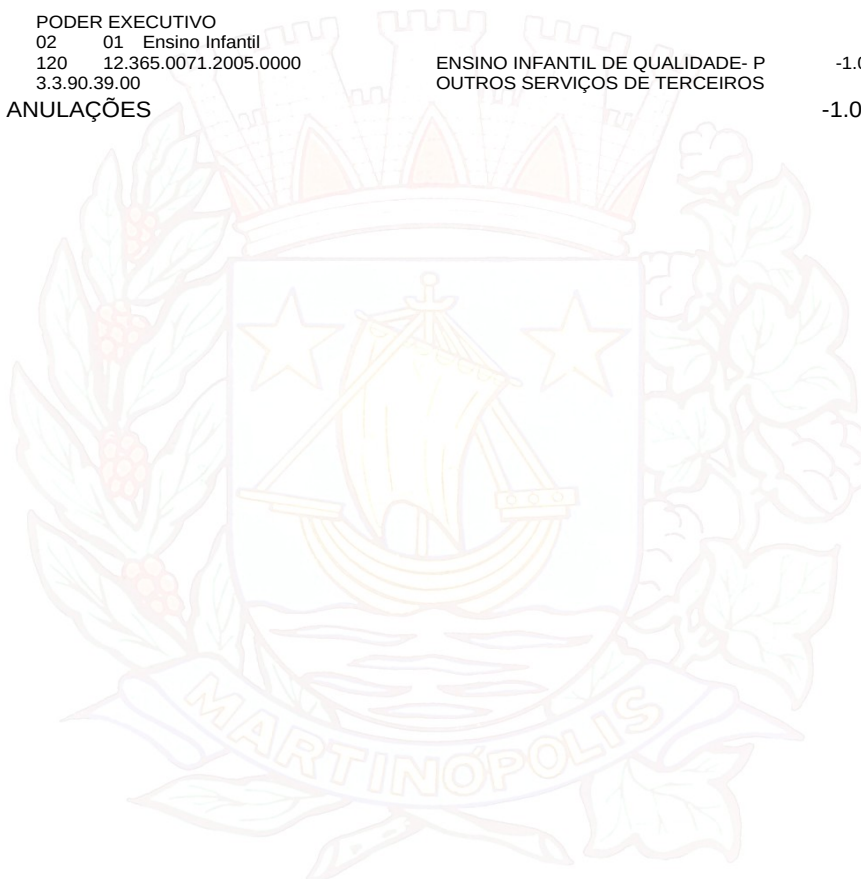 PODER EXECUTIVO
02 01 Ensino Infantil
120 12.365.0071.2005.0000 ENSINO INFANTIL DE QUALIDADE- P -1.0
3.3.90.39.00 OUTROS SERVIÇOS DE TERCEIROS
ANULAÇÕES -1.0
MARTINÓPOLIS